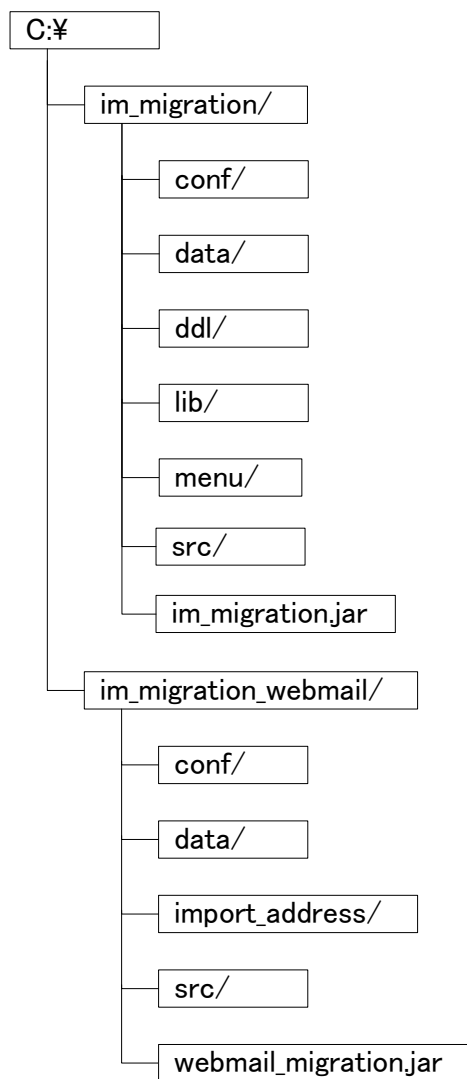 C:¥
im_migration/
conf/
data/
ddl/
lib/
menu/
src/
im_migration.jar
im_migration_webmail/
conf/
data/
import_address/
src/
webmail_migration.jar